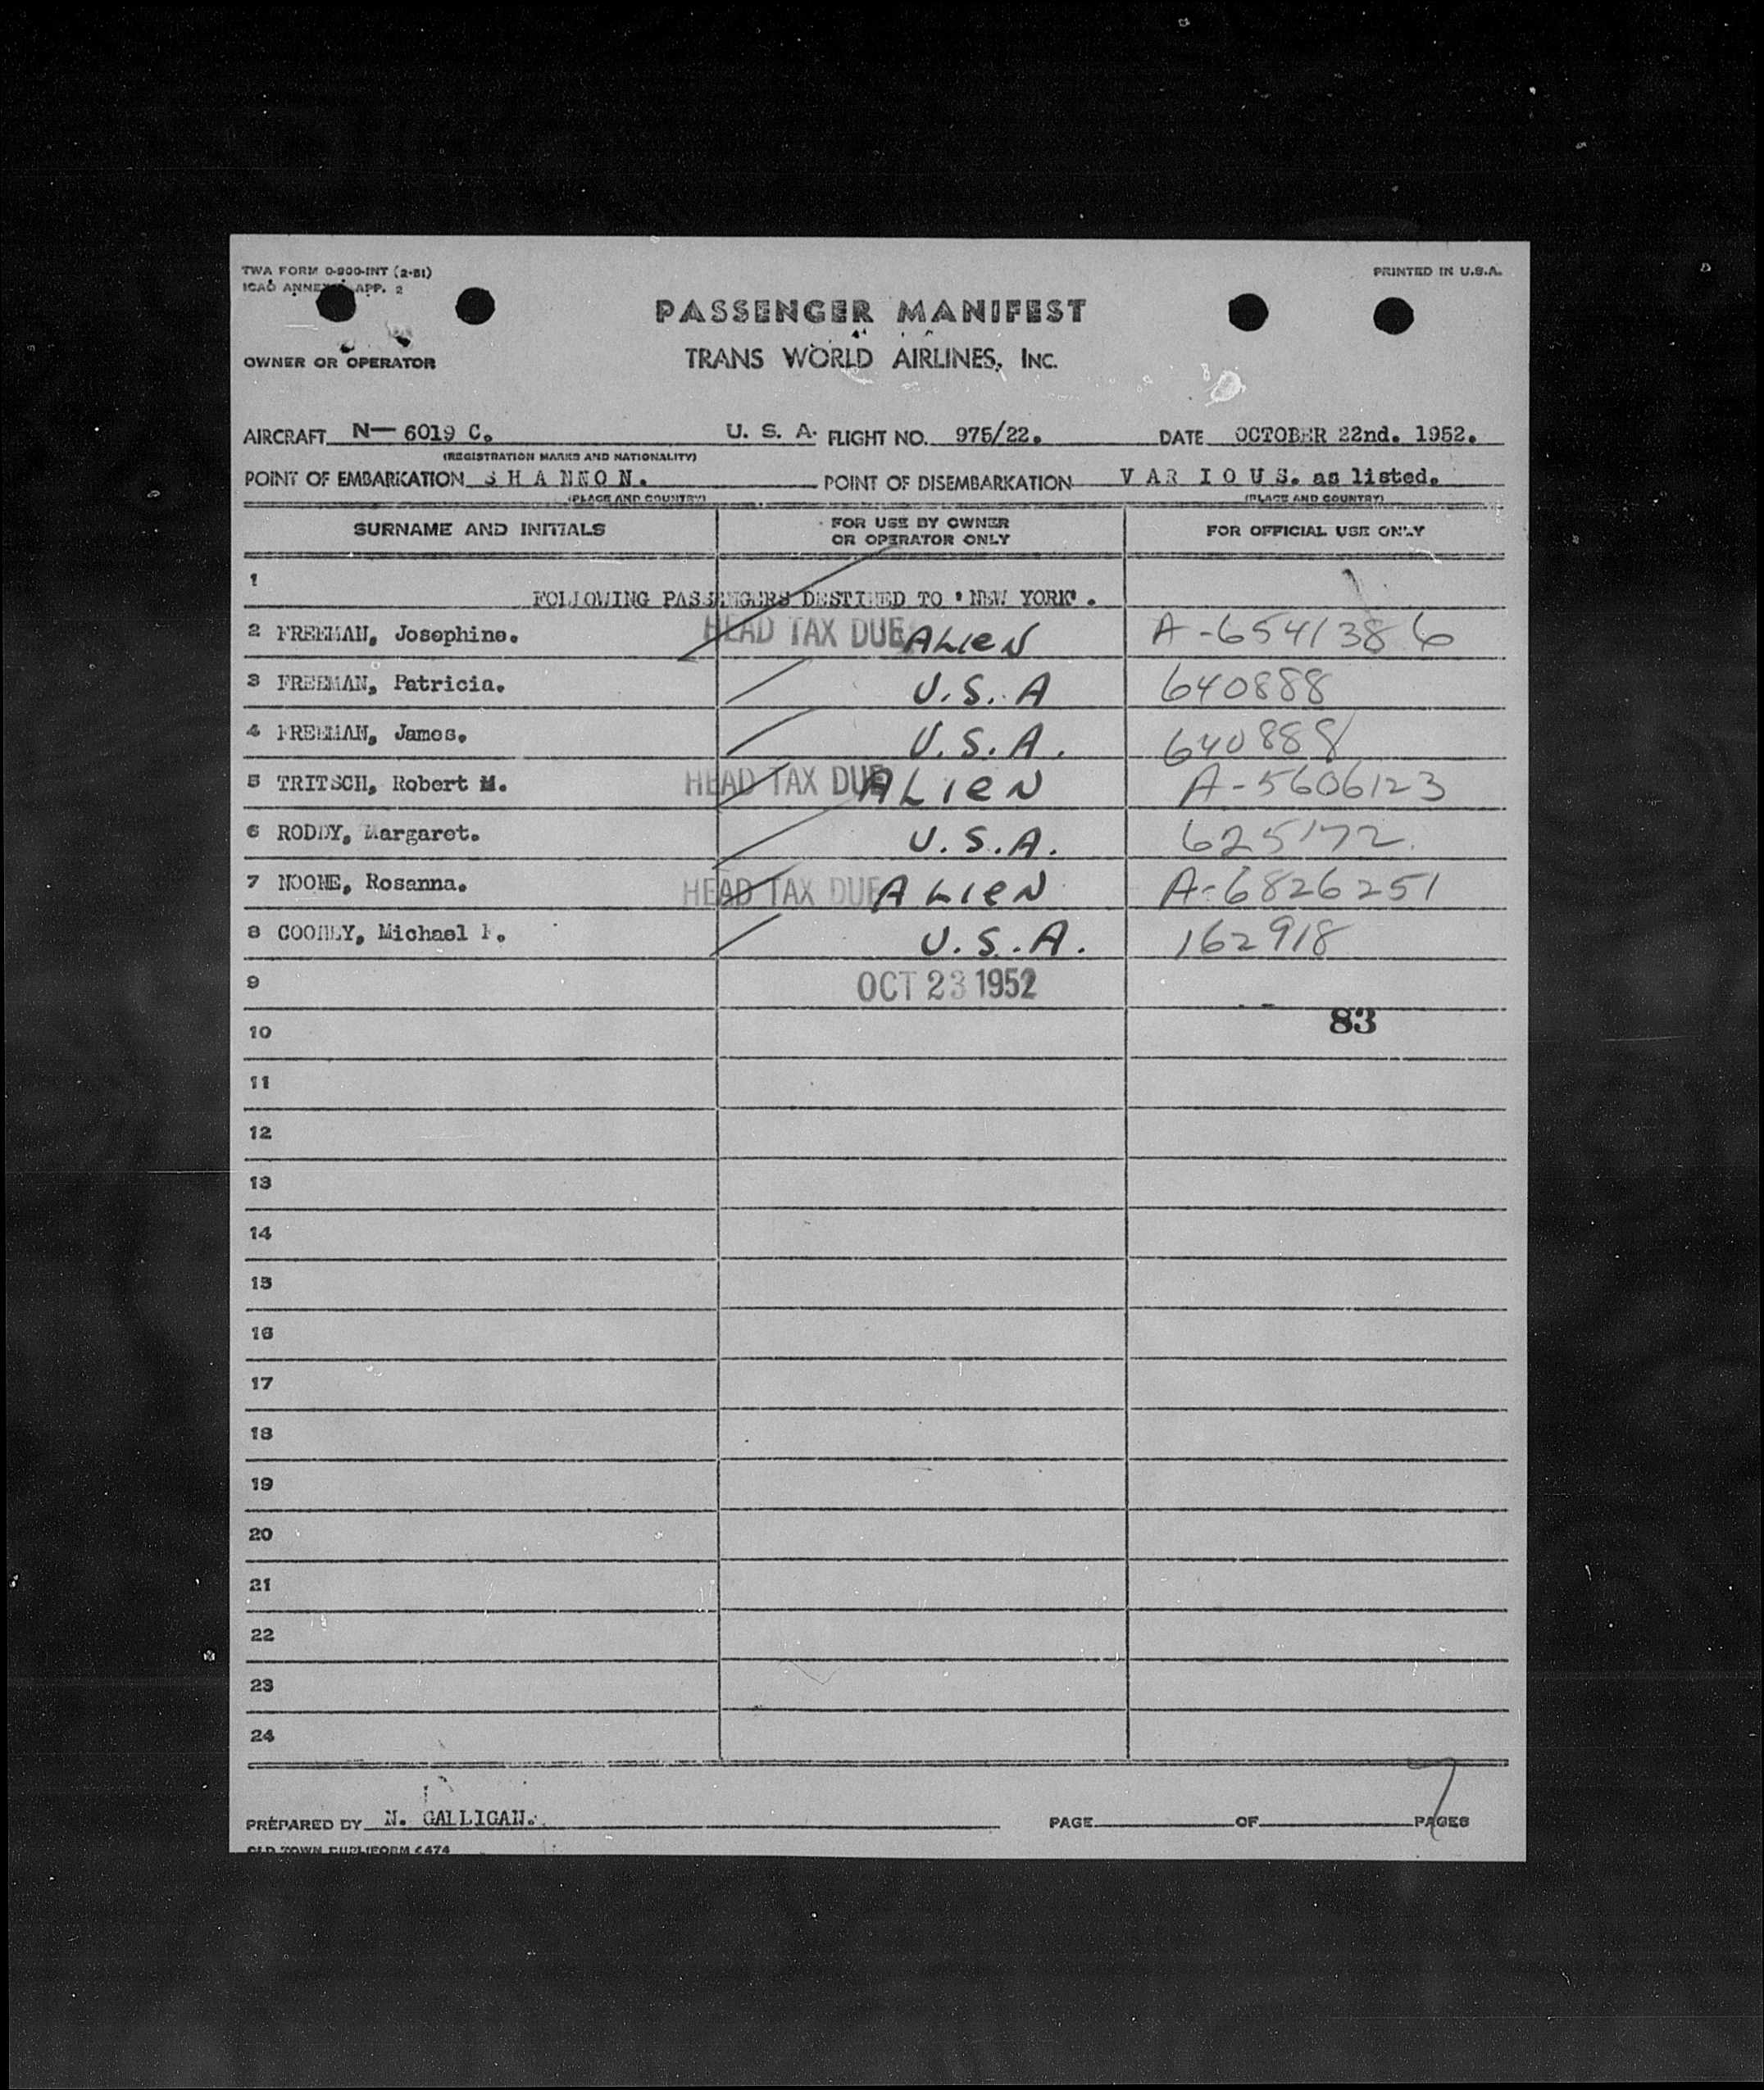 TWA FORM 0-900-INT (2-51)
PRINTED IN U.S.A.
ICAO ANNEX APP. 2
PASSENGER MANIFEST
OWNER OR OPERATOR
TRANS WORLD AIRLINES, INC.
AIRCRAFT N- 6019 C. U. S. A. FLIGHT NO. 975/22. DATE OCTOBER 22nd. 1952.
(REGISTRATION MARKS AND NATIONALITY)
POINT OF EMBARKATION S H A N N O N. POINT OF DISEMBARKATION V A R I O U S. as listed.
(PLACE AND COUNTRY) (PLACE AND COUNTRY)
SURNAME AND INITIALS FOR USE BY OWNER OR OPERATOR ONLY FOR OFFICIAL USE ONLY
1 FOLLOWING PASSENGERS DESTINED TO 'NEW YORK'.
2 FREEMAN, Josephine. HEAD TAX DUE ALIEN A-6541386
3 FREEMAN, Patricia. U.S.A 640888
4 FREEMAN, James. U.S.A. 640888
5 TRITSCH, Robert M. HEAD TAX DUE ALIEN A-5606123
6 RODDY, Margaret. U.S.A. 625172
7 NOONE, Rosanna. HEAD TAX DUE ALIEN A-6826251
8 COONEY, Michael U.S.A. 162918
9 OCT 23 1952
10 83
11
12
13
14
15
16
17
18
19
20
21
22
23
24
PREPARED BY N. GALLIGAN. PAGE OF PAGES
7